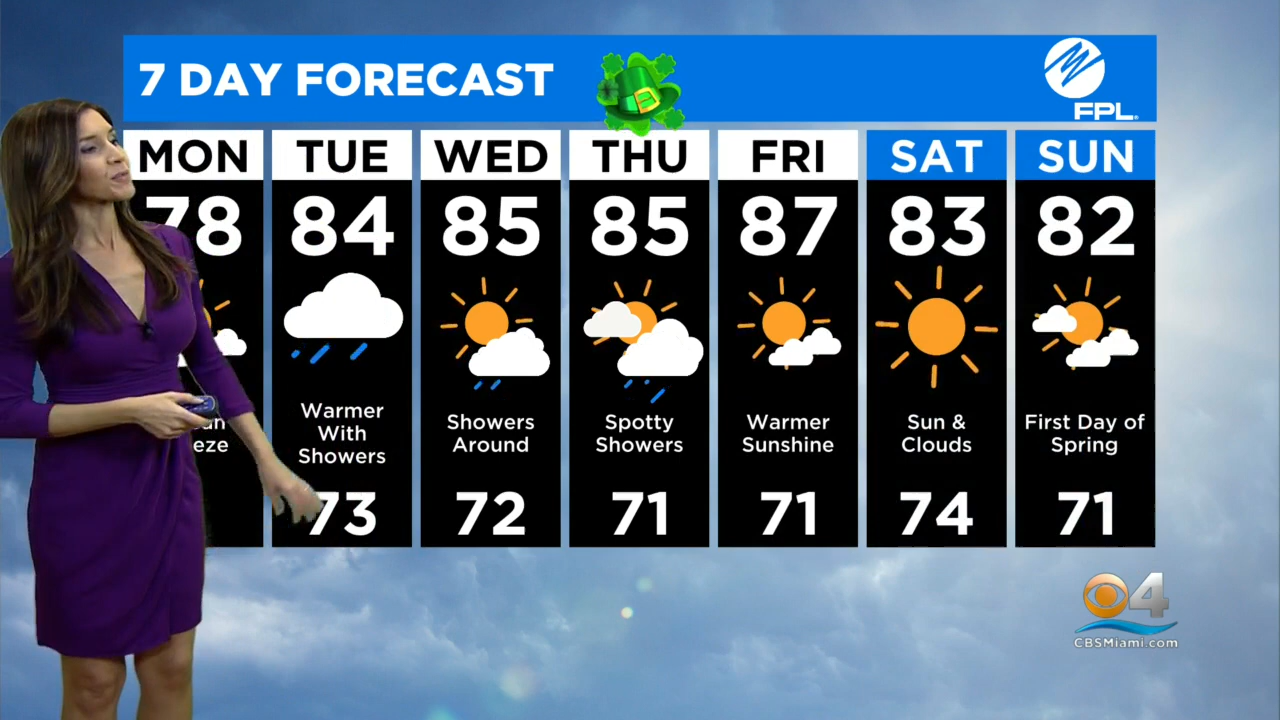 7 DAY FORECAST
FPL.
MON TUE WED THU FRI SAT SUN
78 84 85 85 87 83 82
Warmer
With
Showers
Showers
Around
Spotty
Showers
Warmer
Sunshine
Sun &
Clouds
First Day of
Spring
73 72 71 71 74 71
4
CBSMiami.com